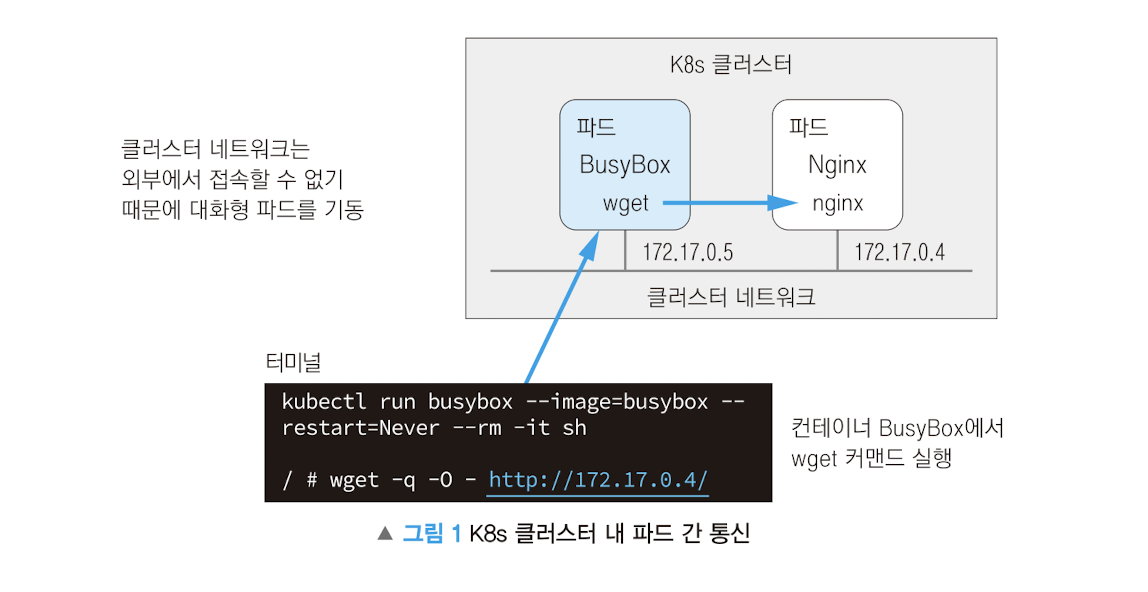 K8s 클러스터
파드
BusyBox
wget
파드
Nginx
nginx
172.17.0.5
172.17.0.4
클러스터 네트워크
클러스터 네트워크는
외부에서 접속할 수 없기
때문에 대화형 파드를 기동
터미널
kubectl run busybox --image=busybox --
restart=Never --rm -it sh
/ # wget -q -O - http://172.17.0.4/
컨테이너 BusyBox에서
wget 커맨드 실행
▲ 그림 1 K8s 클러스터 내 파드 간 통신